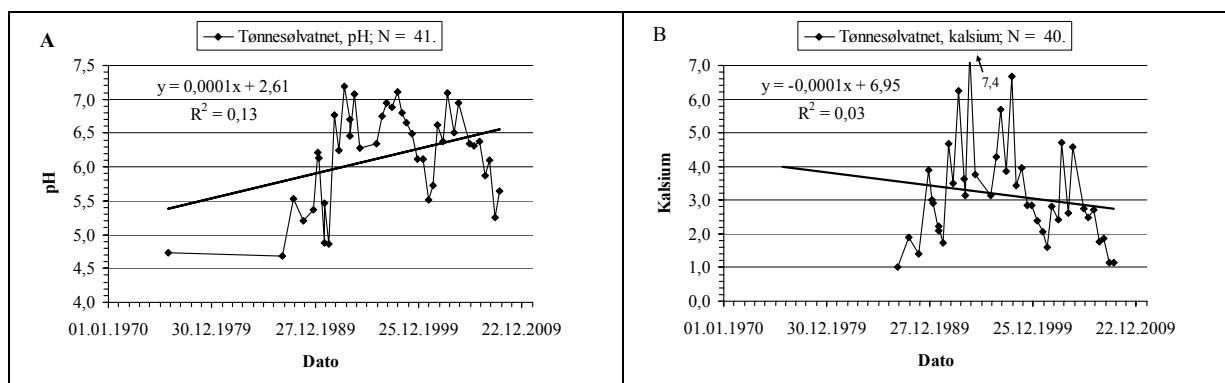 A
Tønnesølvatnet, pH; N = 41.
7,5
7,0
6,5
6,0
5,5
5,0
4,5
4,0
pH
y = 0,0001x + 2,61
R² = 0,13
01.01.1970 30.12.1979 27.12.1989 25.12.1999 22.12.2009
Dato
B
Tønnesølvatnet, kalsium; N = 40.
7,0
6,0
5,0
4,0
3,0
2,0
1,0
0,0
Kalsium
y = -0,0001x + 6,95
R² = 0,03
7,4
01.01.1970 30.12.1979 27.12.1989 25.12.1999 22.12.2009
Dato